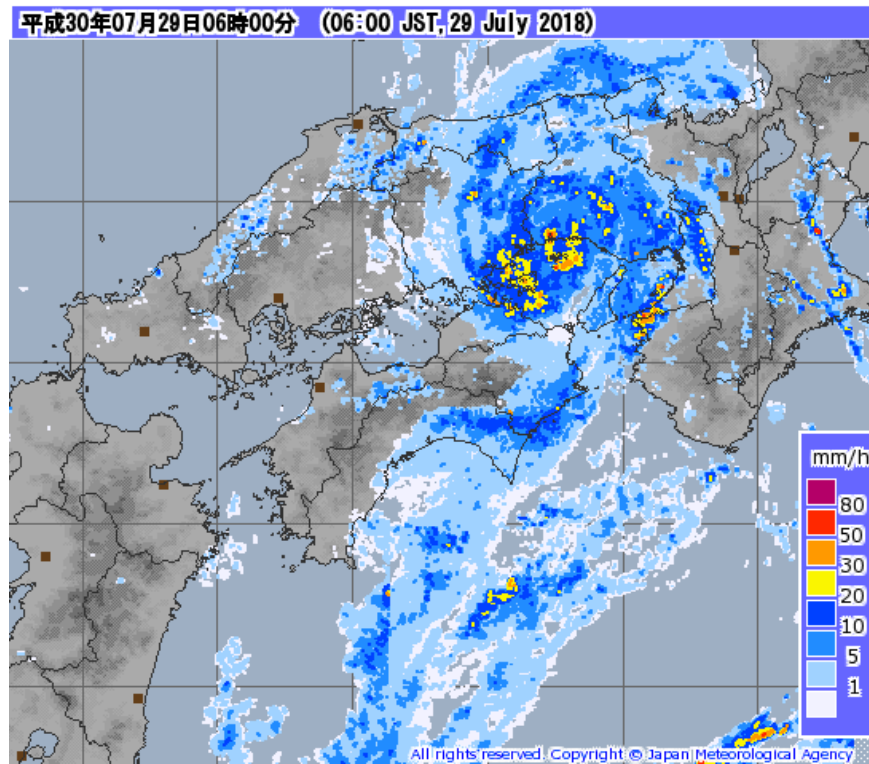 平成30年07月29日06時00分 (06:00 JST, 29 July 2018)
mm/h
80
50
30
20
10
5
1
All rights reserved. Copyright © Japan Meteorological Agency